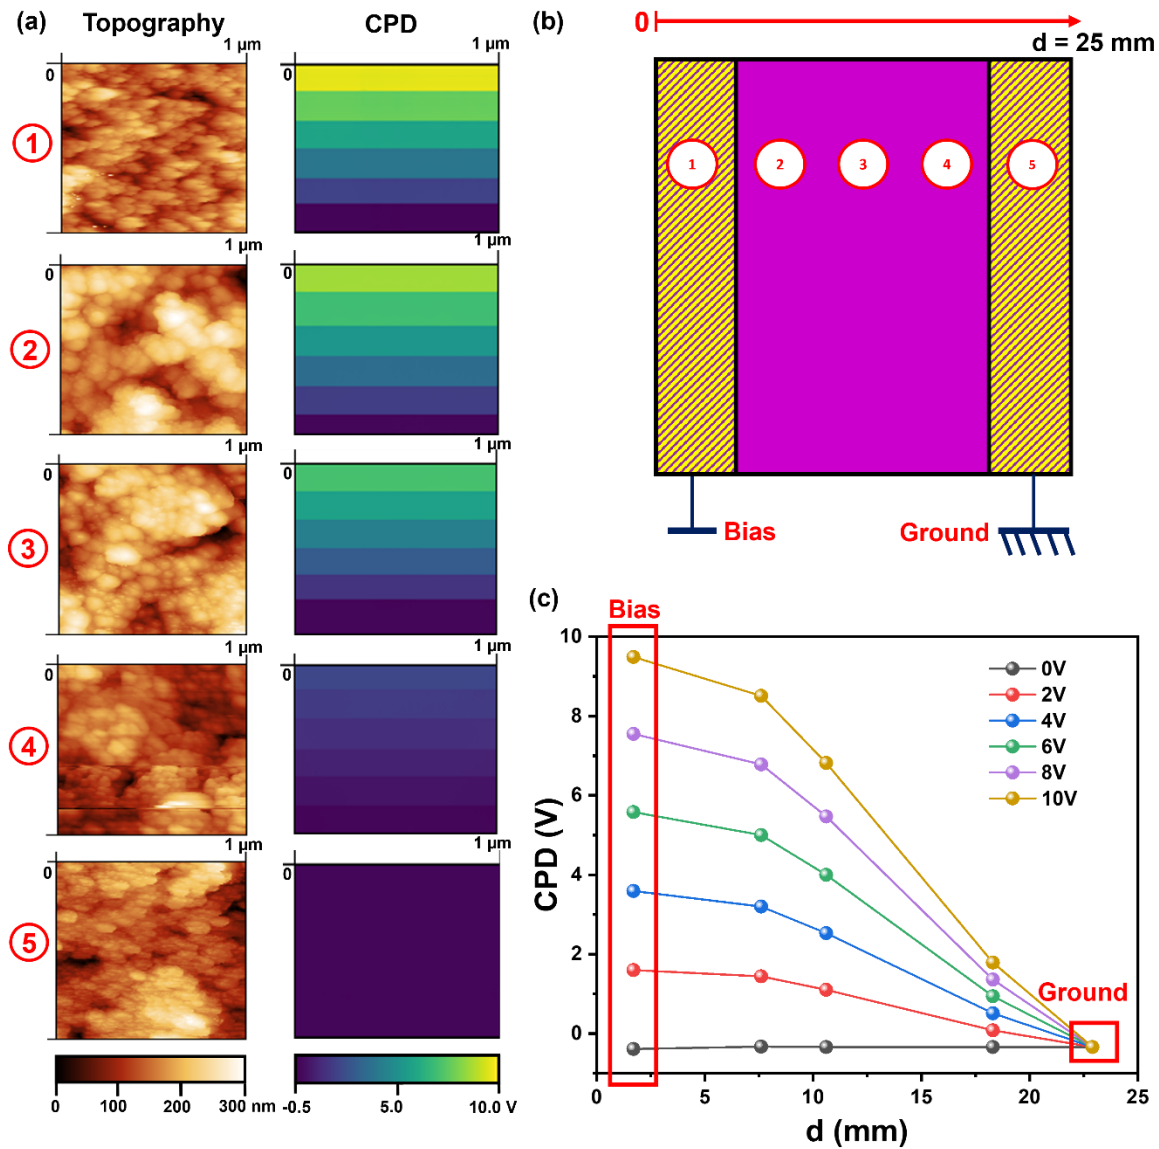 (a)
Topography
CPD
1 µm
1 µm
0
0
1
1 µm
1 µm
0
0
2
1 µm
1 µm
0
0
3
1 µm
1 µm
0
0
4
1 µm
1 µm
0
0
5
0
100
200
300 nm
-0.5
5.0
10.0 V
(b)
0
d = 25 mm
1
2
3
4
5
Bias
Ground
(c)
Bias
10
8
6
4
2
0
CPD (V)
0V
2V
4V
6V
8V
10V
Ground
0
5
10
15
20
25
d (mm)